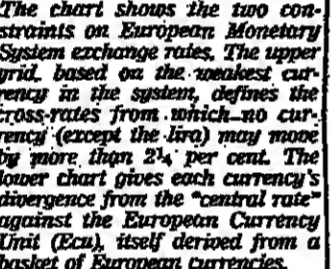 The chart shows the two con-
straints on European Monetary
System exchange rates. The upper
grid, based on the weakest cur-
rency in the system, defines the
cross-rates from which no cur-
rency (except the lira) may move
by more than 2¼ per cent. The
lower chart gives each currency's
divergence from the "central rate"
against the European Currency
Unit (Ecu), itself derived from a
basket of European currencies.